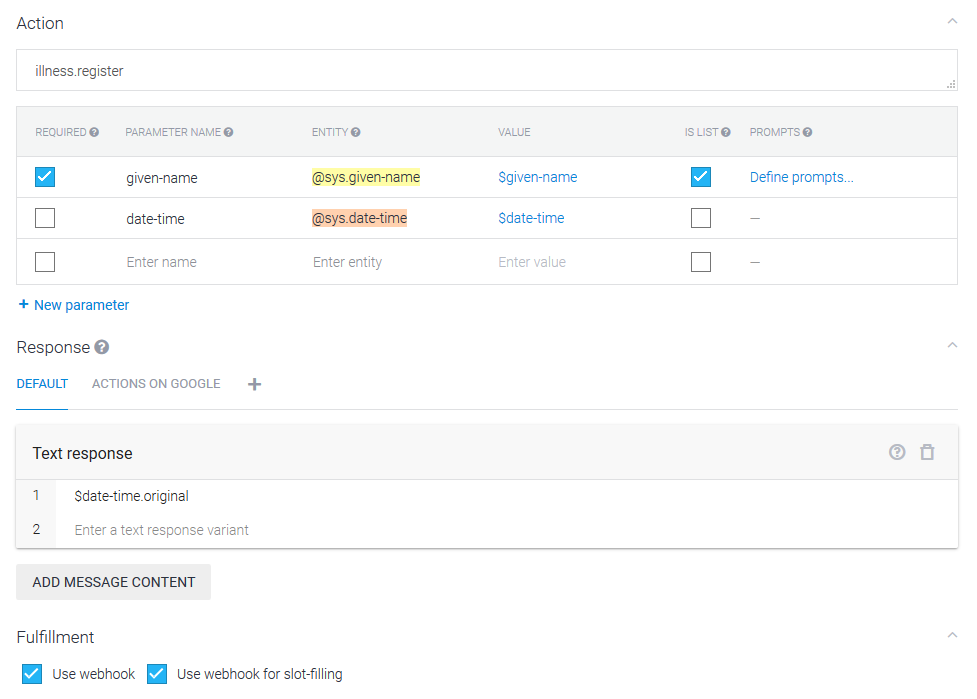 Action
illness.register
REQUIRED PARAMETER NAME ENTITY VALUE IS LIST PROMPTS
given-name @sys.given-name $given-name Define prompts...
date-time @sys.date-time $date-time –
Enter name Enter entity Enter value –
+ New parameter
Response
DEFAULT ACTIONS ON GOOGLE +
Text response
1 $date-time.original
2 Enter a text response variant
ADD MESSAGE CONTENT
Fulfillment
Use webhook Use webhook for slot-filling